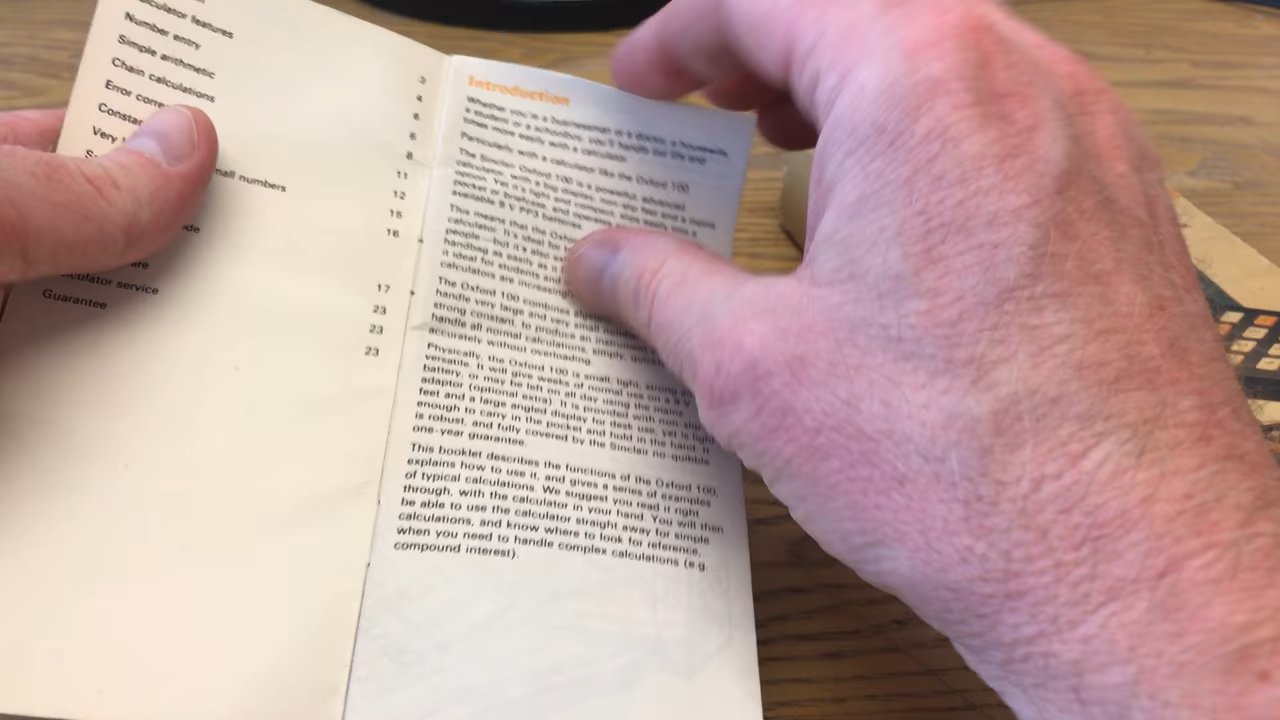 culator features
Number entry
Simple arithmetic
Chain calculations
Error corre
Constan
Very
mall numbers
de
are
culator service
Guarantee
3
4
6
6
8
11
12
15
16
17
23
23
23
Introduction
Whether you're a businessman or a doctor, a housewife,
a student or a schoolboy, you'll handle our life and
times more easily with a calculator.
Particularly with a calculator like the Oxford 100
The Sinclair Oxford 100 is a powerful, advanced
calculator, with a big display, non-slip feet and a mains
option. Yet it's light and compact, slips easily into a
pocket or briefcase, and operates
available 9 V PP3 batteries.
This means that the Oxfo
calculator. It's ideal for
people—but it's also
handbag as easily as it
it ideal for students and
calculators are increasing
The Oxford 100 combines
handle very large and very small
strong constant, to produce an instrument
handle all normal calculations, simply, quick
accurately without overloading.
Physically, the Oxford 100 is small, light, strong
versatile. It will give weeks of normal use on a 9 V
battery, or may be left on all day using the mains
adaptor (optional extra). It is provided with
feet and a large angled display for desk use, yet is light
enough to carry in the pocket and hold in the hand. It
is robust, and fully covered by the Sinclair no-quibble
one-year guarantee.
This booklet describes the functions of the Oxford 100,
explains how to use it, and gives a series of examples
of typical calculations. We suggest you read it right
through, with the calculator in your hand. You will then
be able to use the calculator straight away for simple
calculations, and know where to look for reference,
when you need to handle complex calculations (e.g.
compound interest).